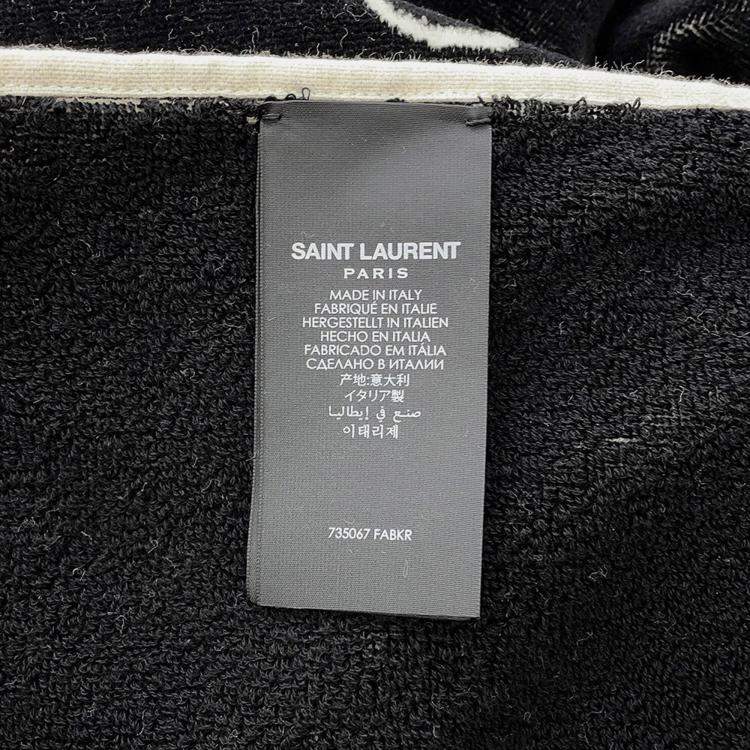 SAINT LAURENT
PARIS
MADE IN ITALY
FABRIQUÉ EN ITALIE
HERGESTELLT IN ITALIEN
HECHO EN ITALIA
FABRICADO EM ITÁLIA
СДЕЛАНО В ИТАЛИИ
产地:意大利
イタリア製
صنع في إيطاليا
이태리제
735067 FABKR